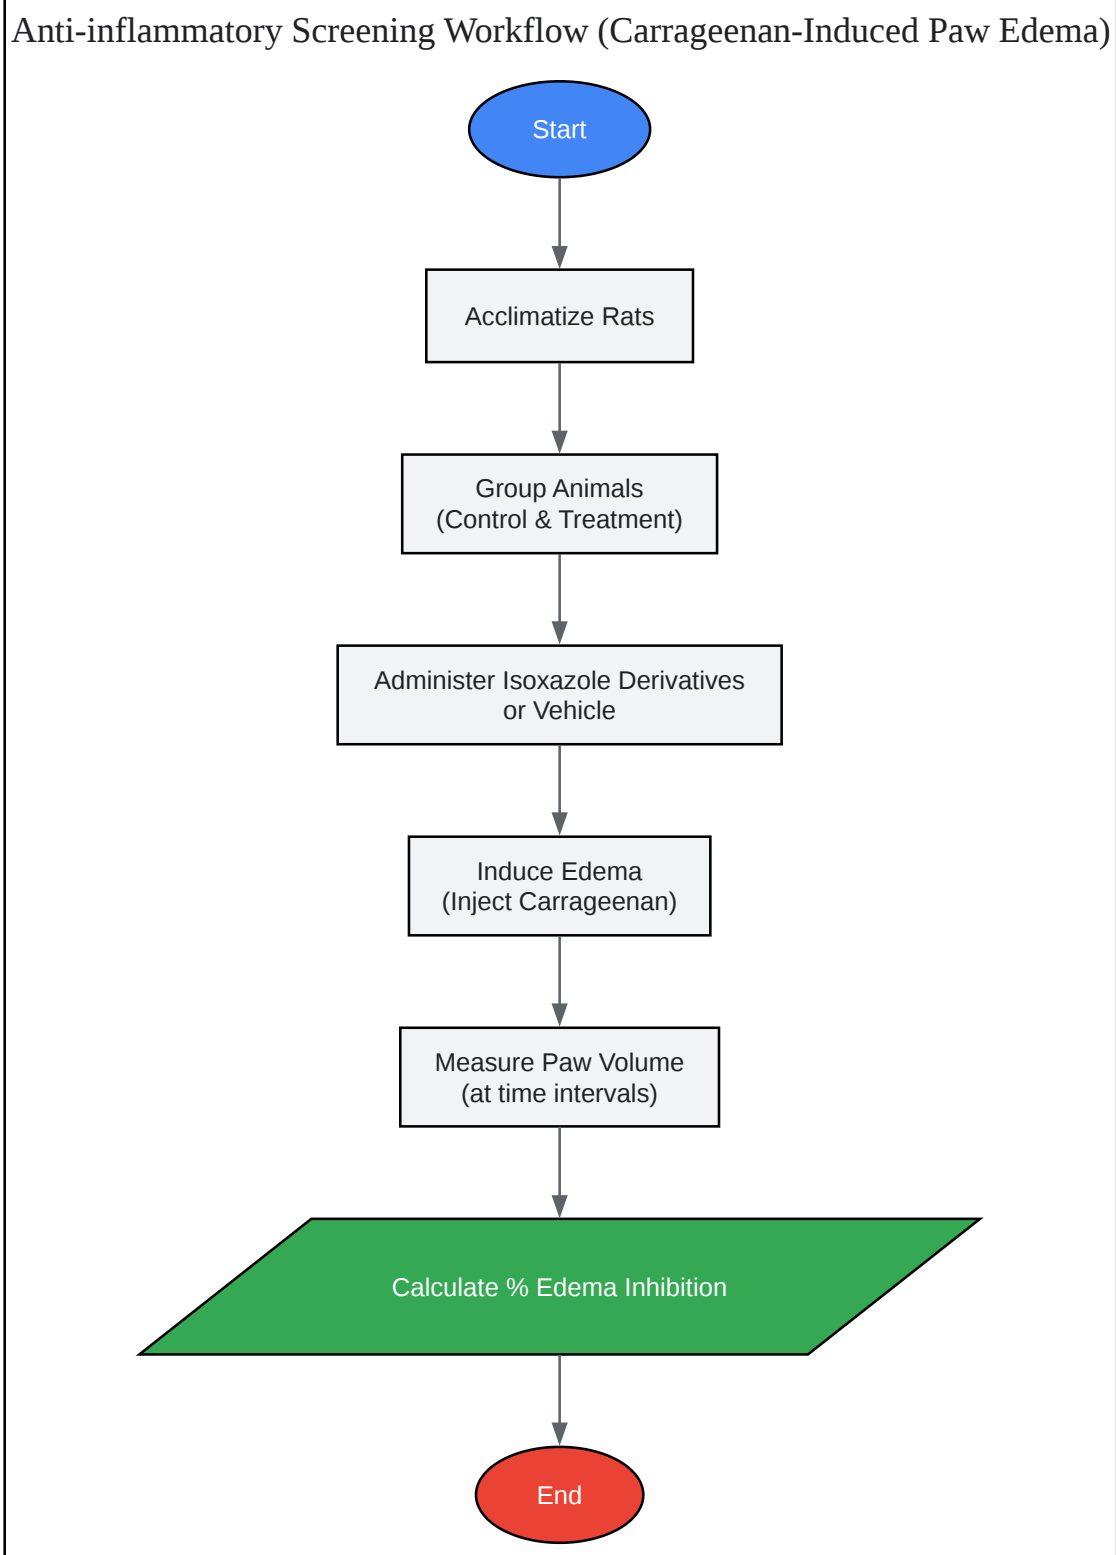 Anti-inflammatory Screening Workflow (Carrageenan-Induced Paw Edema)
Start
Acclimatize Rats
Group Animals
(Control & Treatment)
Administer Isoxazole Derivatives
or Vehicle
Induce Edema
(Inject Carrageenan)
Measure Paw Volume
(at time intervals)
Calculate % Edema Inhibition
End